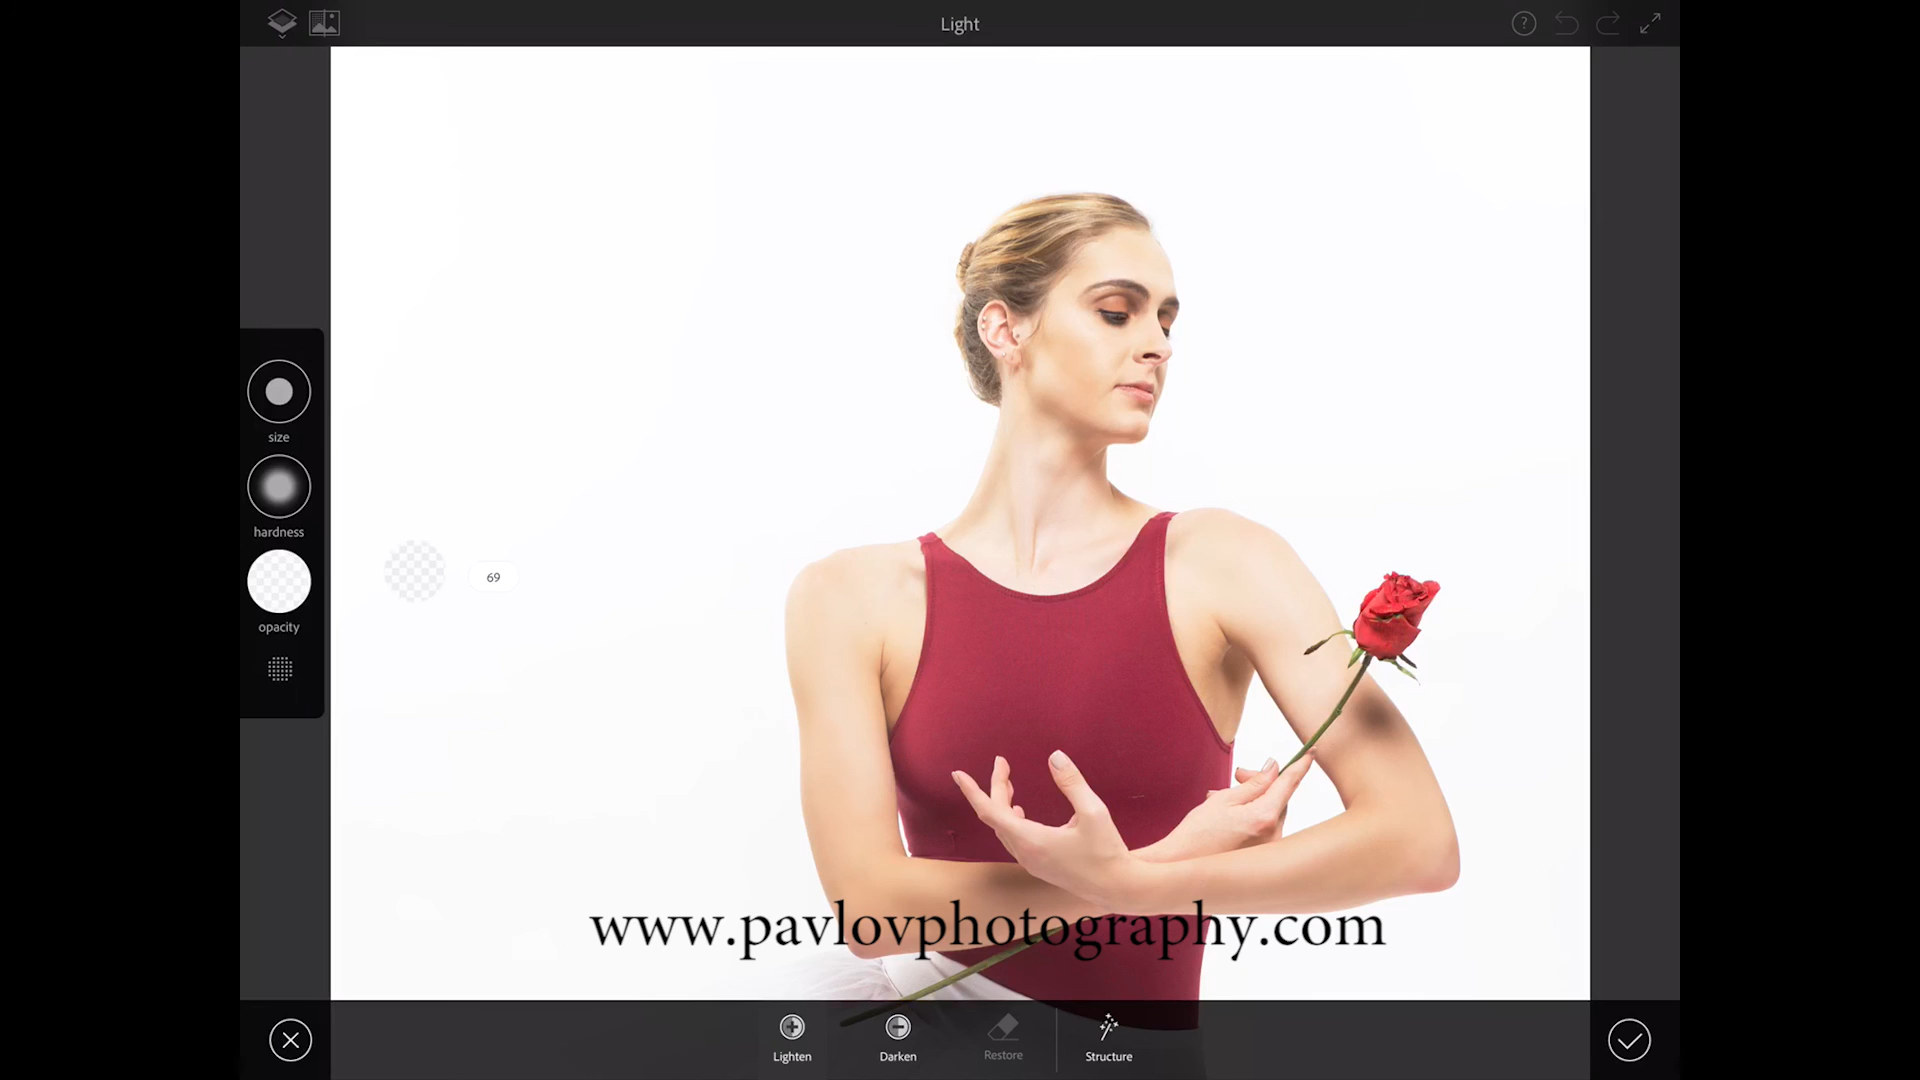 Light
?
size
hardness
69
opacity
www.pavlovphotography.com
Lighten
Darken
Restore
Structure